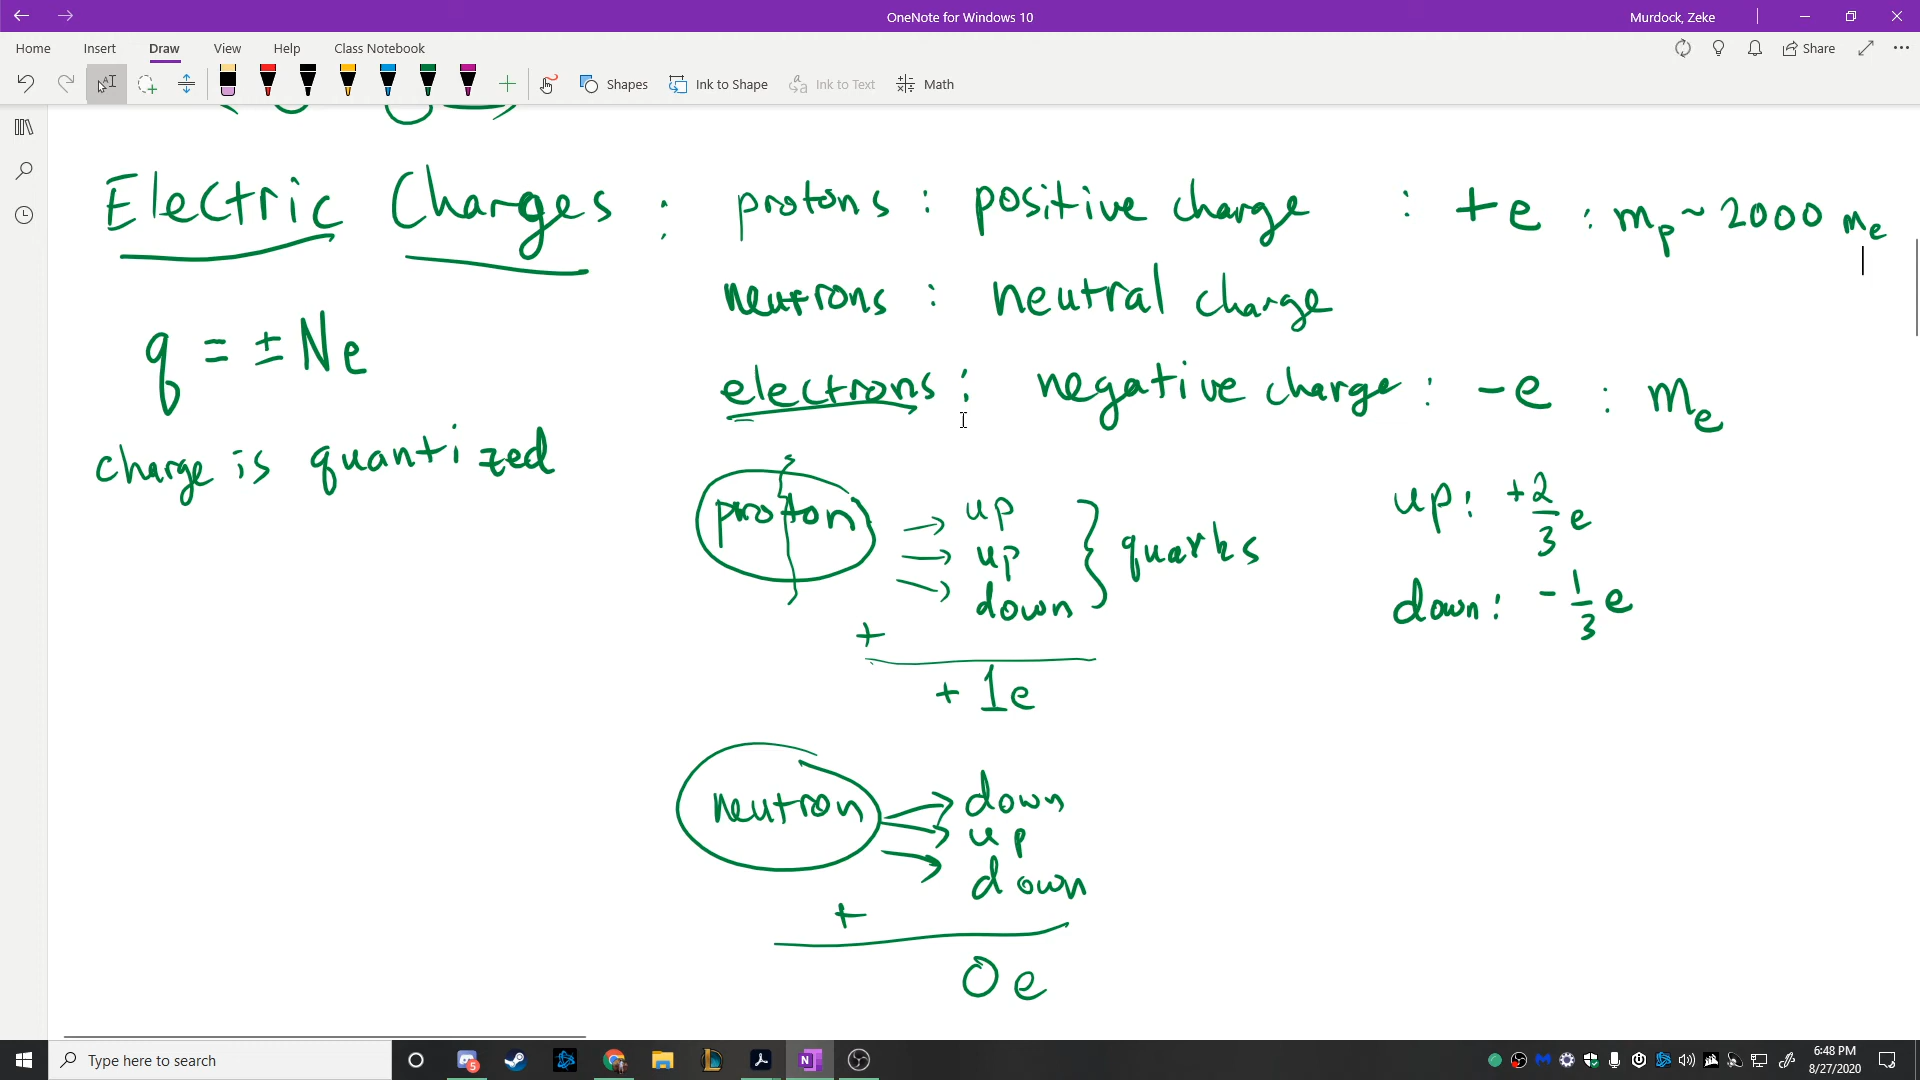 OneNote for Windows 10
Murdock, Zeke
Home Insert Draw View Help Class Notebook
Share
Shapes Ink to Shape Ink to Text Math
Electric Charges : protons : positive charge : +e : mp ~ 2000 me
neutrons : neutral charge
q = ± Ne
electrons : negative charge : -e : me
charge is quantized
proton → up
→ up
→ down
} quarks
up: +2/3 e
down: -1/3 e
+
+ 1e
neutron → down
→ up
→ down
+
0 e
Type here to search
5
6:48 PM
8/27/2020